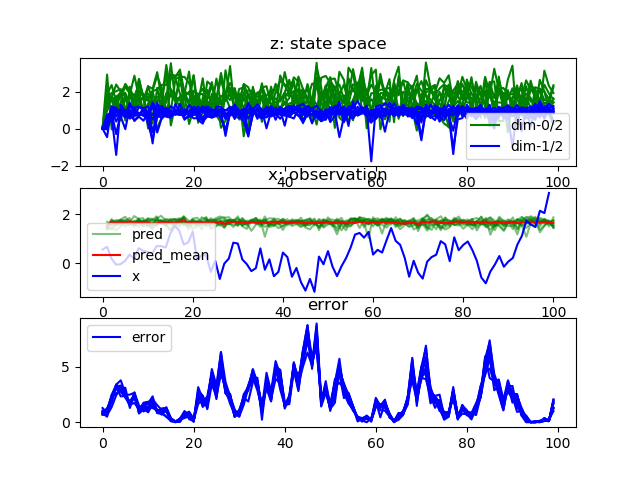 z: state space
2
0
−2
dim-0/2
dim-1/2
0
20
40
60
80
100
x: observation
2
0
pred
pred_mean
x
0
20
40
60
80
100
error
5
0
error
0
20
40
60
80
100